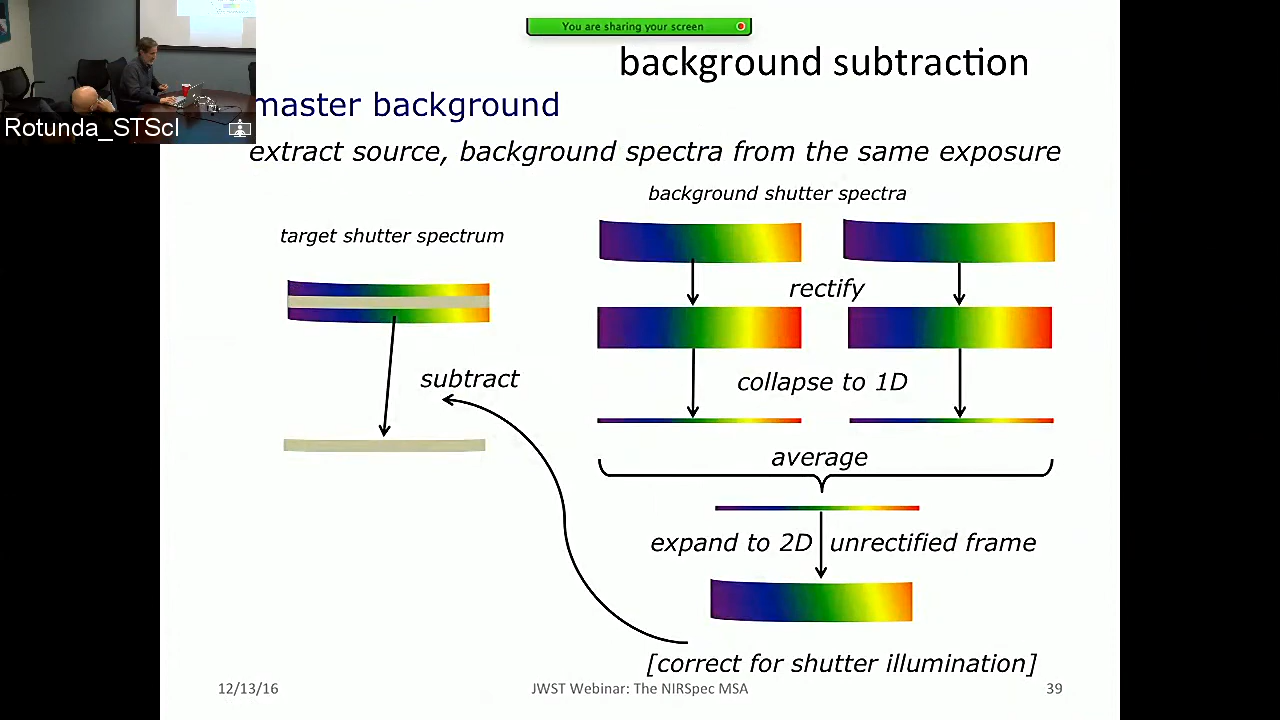 You are sharing your screen
background subtraction
master background
Rotunda_STScI
extract source, background spectra from the same exposure
background shutter spectra
target shutter spectrum
rectify
subtract
collapse to 1D
average
expand to 2D unrectified frame
[correct for shutter illumination]
12/13/16
JWST Webinar: The NIRSpec MSA
39